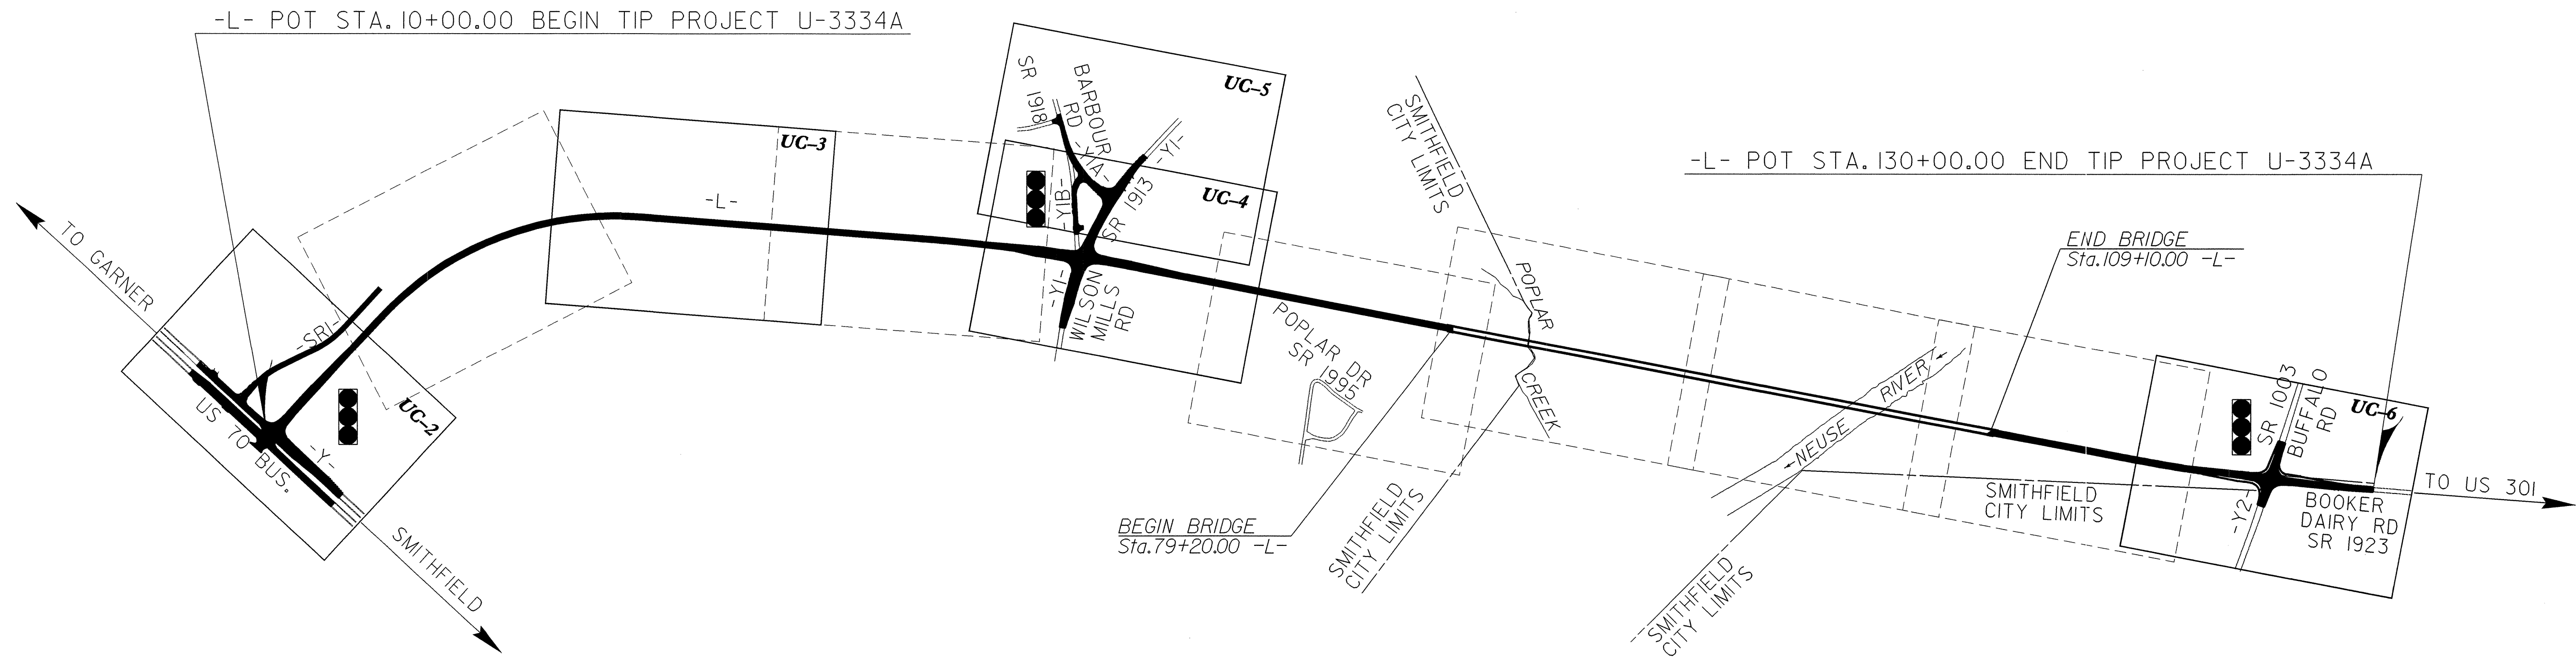 -L- POT STA.10+00.00 BEGIN TIP PROJECT U-3334A
TO GARNER
-SR1-
US 70 BUS.
-Y-
UC-2
SMITHFIELD
-L-
UC-3
SR 1918
BARBOUR
RD
-Y1A-
-Y1-
UC-5
-Y1B-
SR 1913
UC-4
-Y1-
WILSON
MILLS
RD
POPLAR DR
SR 1995
SMITHFIELD
CITY LIMITS
POPLAR
CREEK
BEGIN BRIDGE
Sta.79+20.00 -L-
SMITHFIELD
CITY LIMITS
-L- POT STA.130+00.00 END TIP PROJECT U-3334A
END BRIDGE
Sta.109+10.00 -L-
NEUSE RIVER
SMITHFIELD
CITY LIMITS
SMITHFIELD
CITY LIMITS
SR 1003
BUFFALO
RD
UC-6
-Y2-
BOOKER
DAIRY RD
SR 1923
TO US 301